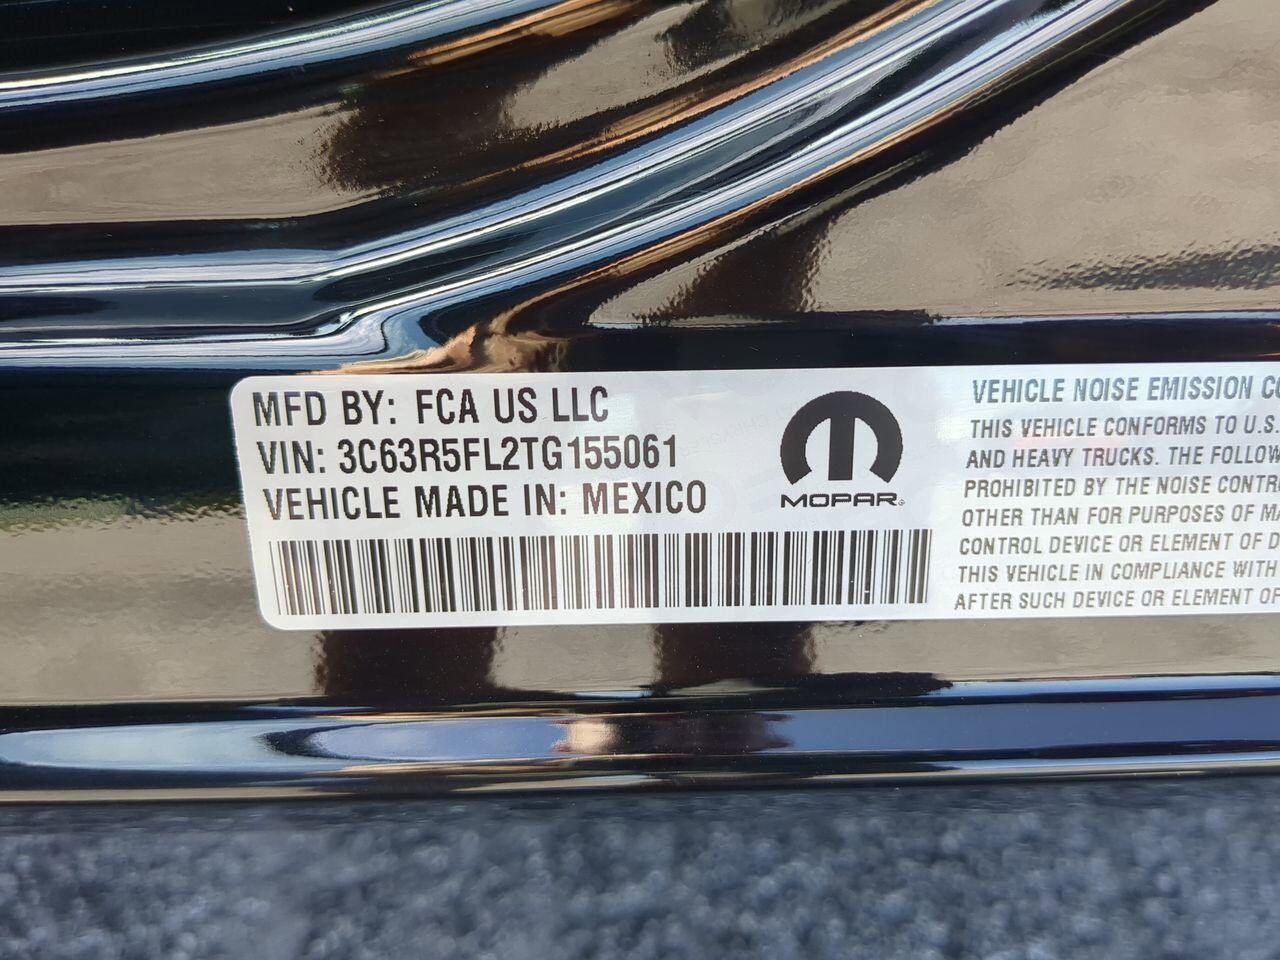 MFD BY: FCA US LLC
VIN: 3C63R5FL2TG155061
VEHICLE MADE IN: MEXICO
MOPAR
VEHICLE NOISE EMISSION
THIS VEHICLE CONFORMS TO U.S.
AND HEAVY TRUCKS. THE
PROHIBITED BY THE NOISE
OTHER THAN FOR PURPOSES OF
CONTROL DEVICE OR ELEMENT OF
THIS VEHICLE IN COMPLIANCE WITH
AFTER SUCH DEVICE OR ELEMENT OF